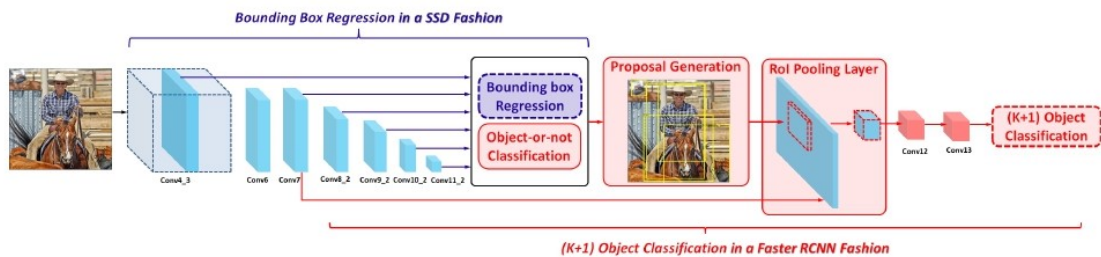 Bounding Box Regression in a SSD Fashion
Proposal Generation
RoI Pooling Layer
Bounding box
Regression
Object-or-not
Classification
(K+1) Object
Classification
Conv4_3
Conv6
Conv7
Conv8_2
Conv9_2
Conv10_2
Conv11_2
Conv12
Conv13
(K+1) Object Classification in a Faster RCNN Fashion